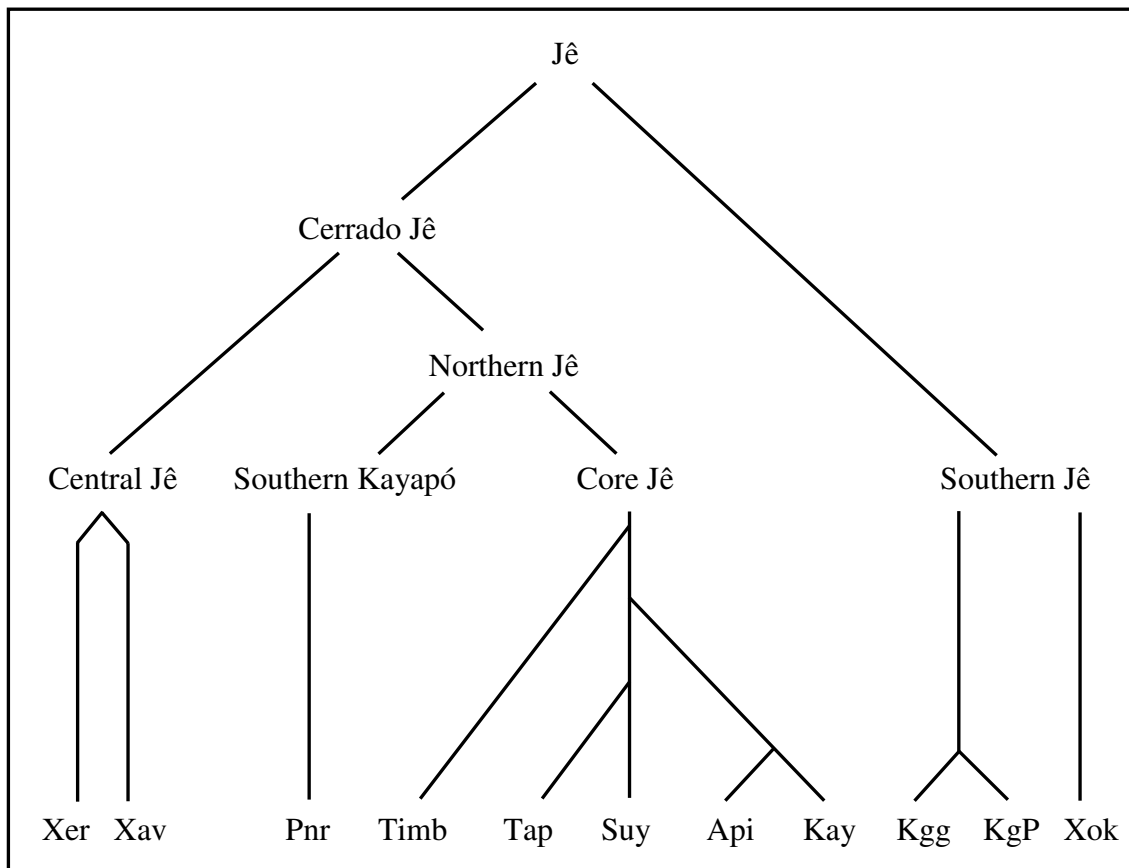 Jê
Cerrado Jê
Northern Jê
Central Jê Southern Kayapó Core Jê Southern Jê
Xer Xav Pnr Timb Tap Suy Api Kay Kgg KgP Xok